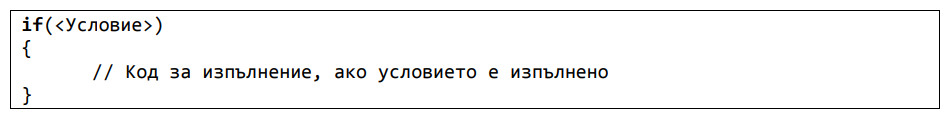 if(<Условие>)
{
// Код за изпълнение, ако условието е изпълнено
}